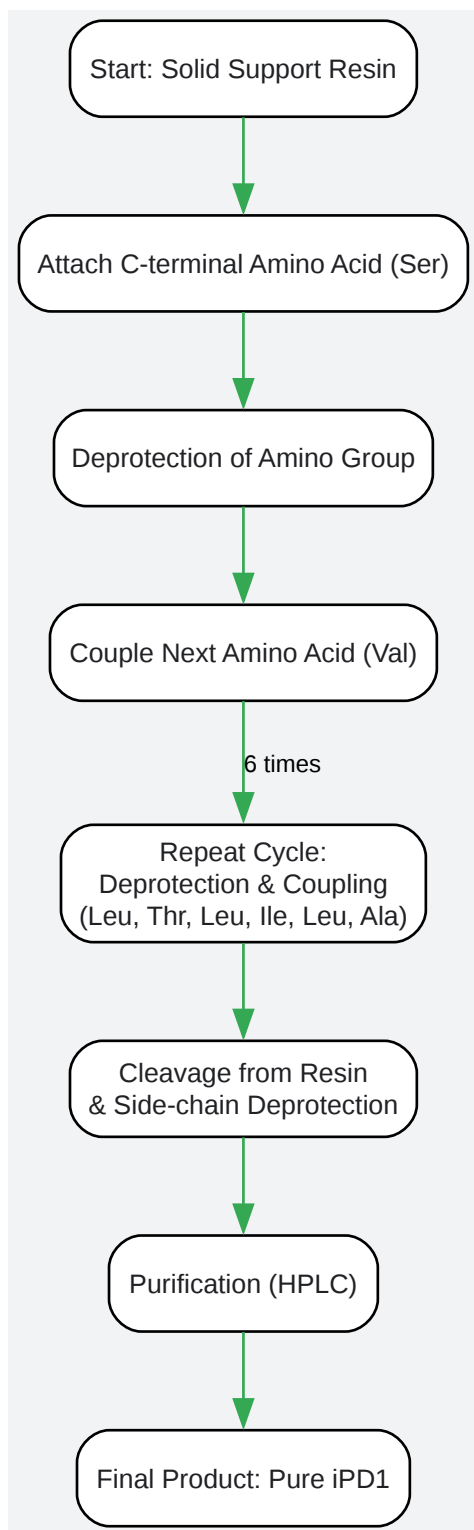 Start: Solid Support Resin
Attach C-terminal Amino Acid (Ser)
Deprotection of Amino Group
Couple Next Amino Acid (Val)
6 times
Repeat Cycle:
Deprotection & Coupling
(Leu, Thr, Leu, Ile, Leu, Ala)
Cleavage from Resin
& Side-chain Deprotection
Purification (HPLC)
Final Product: Pure iPD1